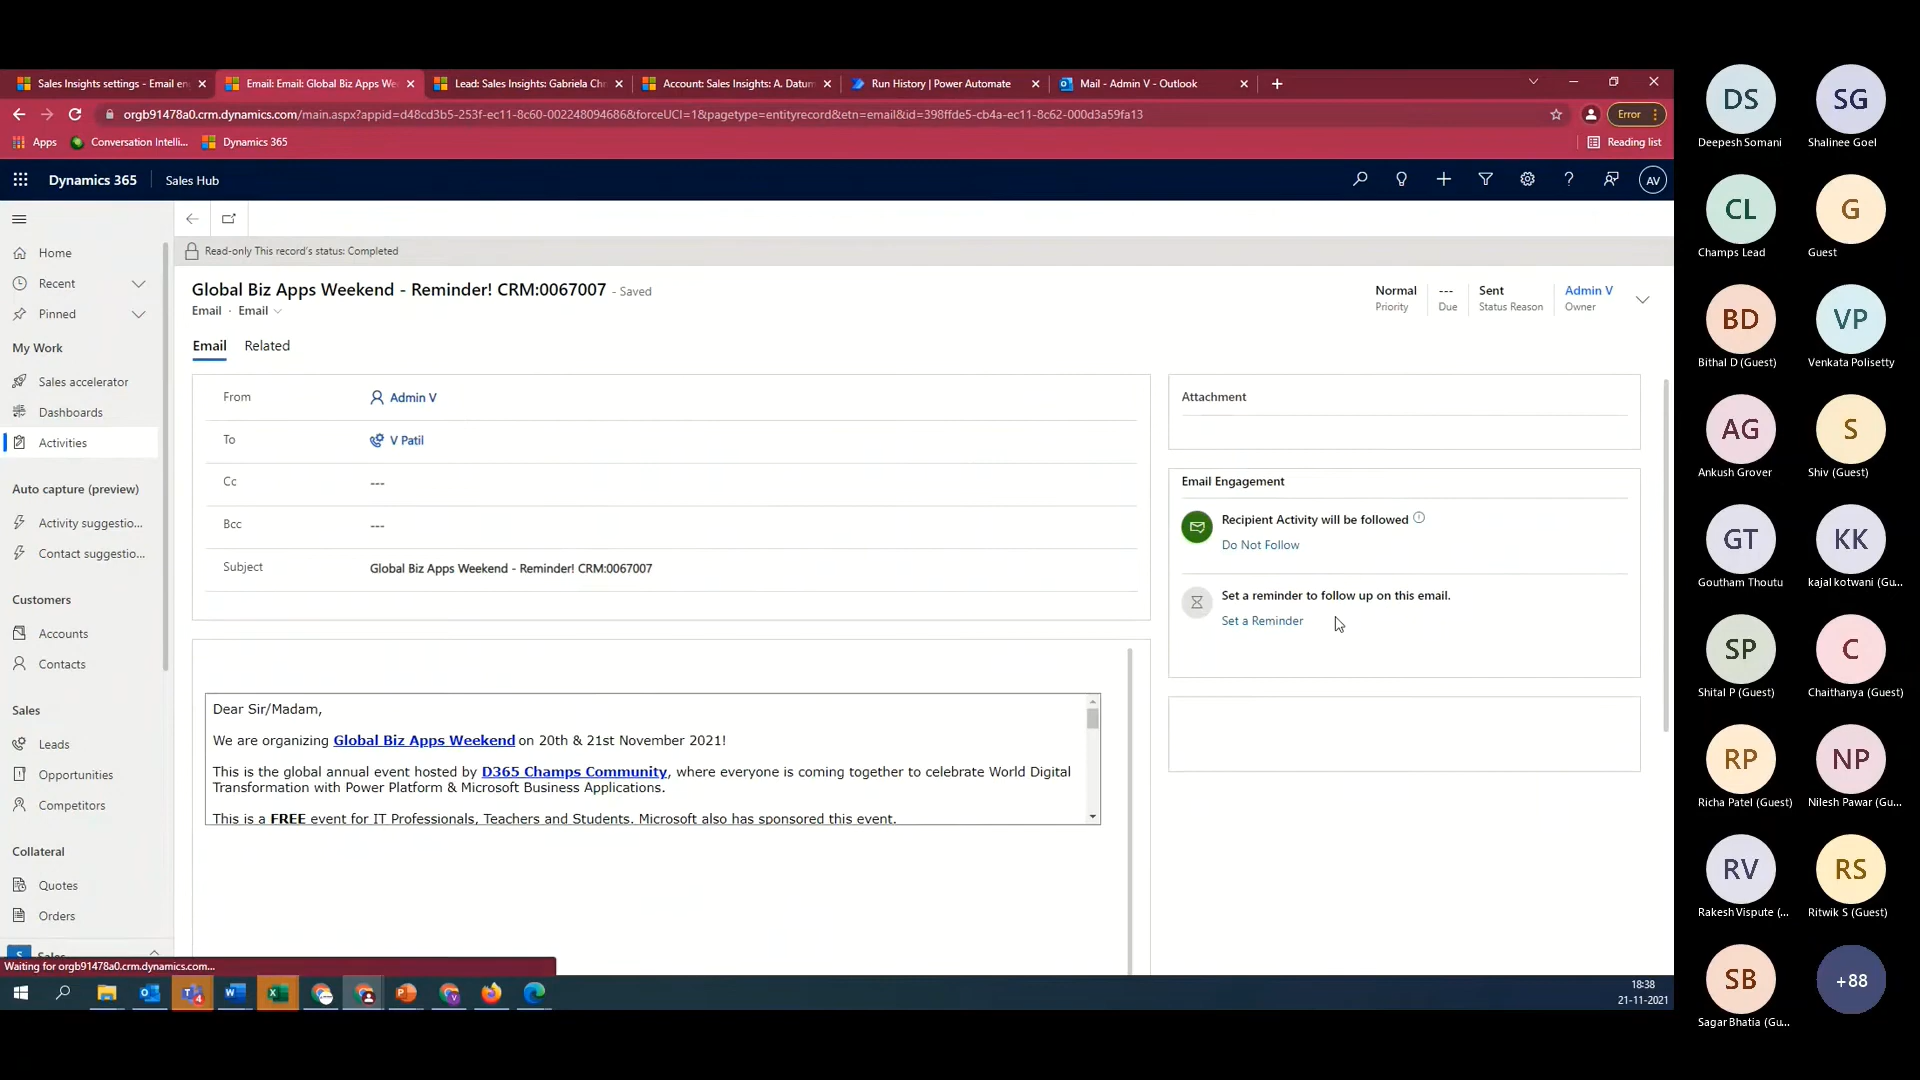 Sales Insights settings - Email en
Email: Email: Global Biz Apps We
Lead: Sales Insights: Gabriela Ch
Account: Sales Insights: A. Datum
Run History | Power Automate
Mail - Admin V - Outlook
orgb91478a0.crm.dynamics.com/main.aspx?appid=d48cd3b5-253f-ec11-8c60-002248094686&forceUCI=1&pagetype=entityrecord&etn=email&id=398ffde5-cb4a-ec11-8c62-000d3a59fa13
Error
Apps
Conversation Intelli...
Dynamics 365
Reading list
Dynamics 365
Sales Hub
AV
Read-only This record's status: Completed
Home
Recent
Pinned
My Work
Sales accelerator
Dashboards
Activities
Auto capture (preview)
Activity suggestio...
Contact suggestio...
Customers
Accounts
Contacts
Sales
Leads
Opportunities
Competitors
Collateral
Quotes
Orders
S
Sales
Global Biz Apps Weekend - Reminder! CRM:0067007 - Saved
Email · Email
Normal
Priority
---
Due
Sent
Status Reason
Admin V
Owner
Email
Related
From
Admin V
To
V Patil
Cc
---
Bcc
---
Subject
Global Biz Apps Weekend - Reminder! CRM:0067007
Dear Sir/Madam,
We are organizing Global Biz Apps Weekend on 20th & 21st November 2021!
This is the global annual event hosted by D365 Champs Community, where everyone is coming together to celebrate World Digital
Transformation with Power Platform & Microsoft Business Applications.
This is a FREE event for IT Professionals, Teachers and Students. Microsoft also has sponsored this event.
Attachment
Email Engagement
Recipient Activity will be followed
Do Not Follow
Set a reminder to follow up on this email.
Set a Reminder
Waiting for orgb91478a0.crm.dynamics.com...
4
18:38
21-11-2021
DS
Deepesh Somani
SG
Shalinee Goel
CL
Champs Lead
G
Guest
BD
Bithal D (Guest)
VP
Venkata Polisetty
AG
Ankush Grover
S
Shiv (Guest)
GT
Goutham Thoutu
KK
kajal kotwani (Gu...
SP
Shital P (Guest)
C
Chaithanya (Guest)
RP
Richa Patel (Guest)
NP
Nilesh Pawar (Gu...
RV
Rakesh Vispute (...
RS
Ritwik S (Guest)
SB
Sagar Bhatia (Gu...
+88